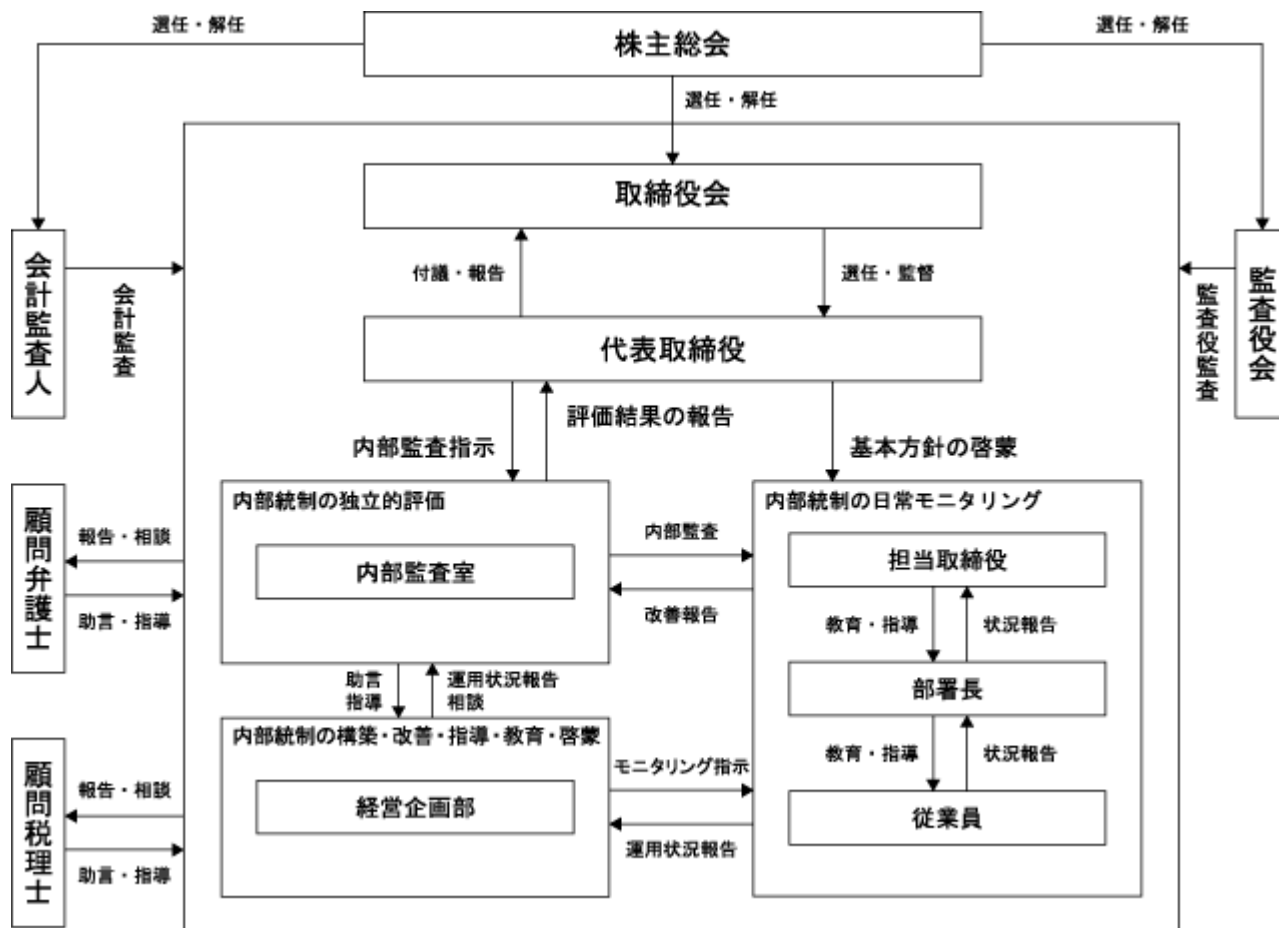 選任・解任
株主総会
選任・解任
選任・解任
取締役会
付議・報告
選任・監督
会計監査人
会計監査
監査役監査
監査役会
代表取締役
内部監査指示
評価結果の報告
基本方針の啓蒙
顧問弁護士
報告・相談
助言・指導
内部統制の独立的評価
内部監査室
内部監査
改善報告
内部統制の日常モニタリング
担当取締役
教育・指導
状況報告
部署長
教育・指導
状況報告
従業員
助言
指導
運用状況報告
相談
内部統制の構築・改善・指導・教育・啓蒙
経営企画部
モニタリング指示
運用状況報告
顧問税理士
報告・相談
助言・指導